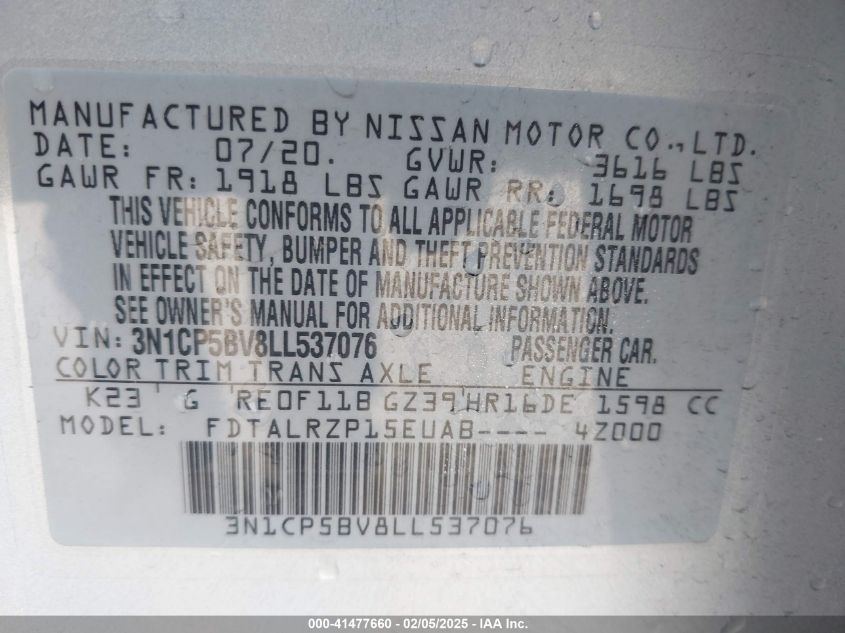 MANUFACTURED BY NISSAN MOTOR CO., LTD.
DATE: 07/20. GVWR: 3616 LBS
GAWR FR: 1918 LBS GAWR RR: 1698 LBS
THIS VEHICLE CONFORMS TO ALL APPLICABLE FEDERAL MOTOR
VEHICLE SAFETY, BUMPER AND THEFT PREVENTION STANDARDS
IN EFFECT ON THE DATE OF MANUFACTURE SHOWN ABOVE.
SEE OWNER'S MANUAL FOR ADDITIONAL INFORMATION.
VIN: 3N1CP5BV8LL537076 PASSENGER CAR.
COLOR TRIM TRANS AXLE ENGINE
K23 G RE0F11B GZ39 HR16DE 1598 CC
MODEL: FDTALRZP15EUAB---- 4Z000
3N1CP5BV8LL537076
000-41477660 - 02/05/2025 - IAA Inc.